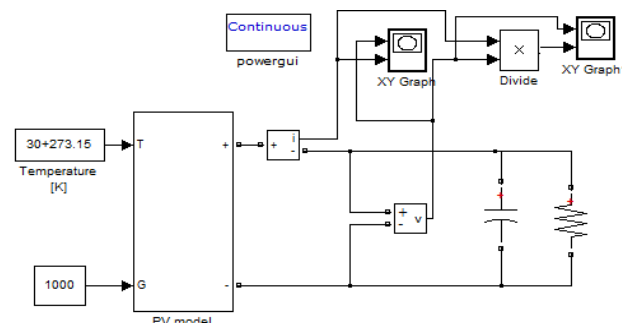 Continuous
powergui
XY Graph
×
Divide
XY Graph
30+273.15
Temperature
[K]
T
+
+
i
-
+
-
v
1000
G
-
PV model
+
+